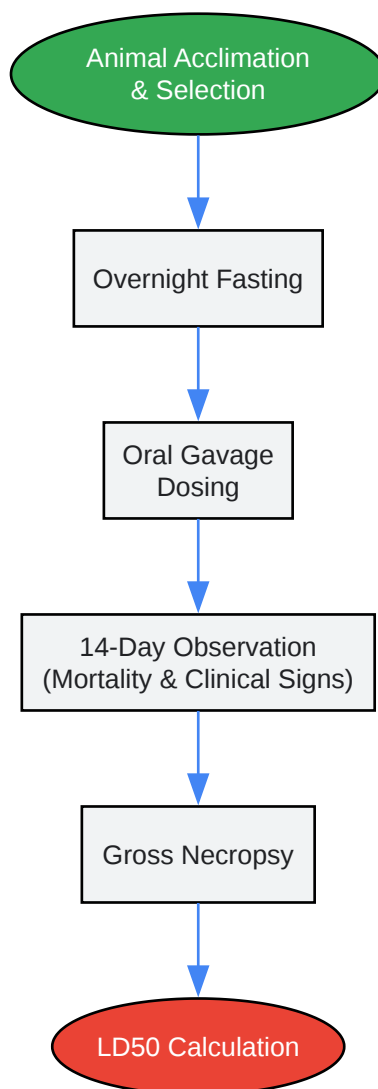 Animal Acclimation
& Selection
Overnight Fasting
Oral Gavage
Dosing
14-Day Observation
(Mortality & Clinical Signs)
Gross Necropsy
LD50 Calculation